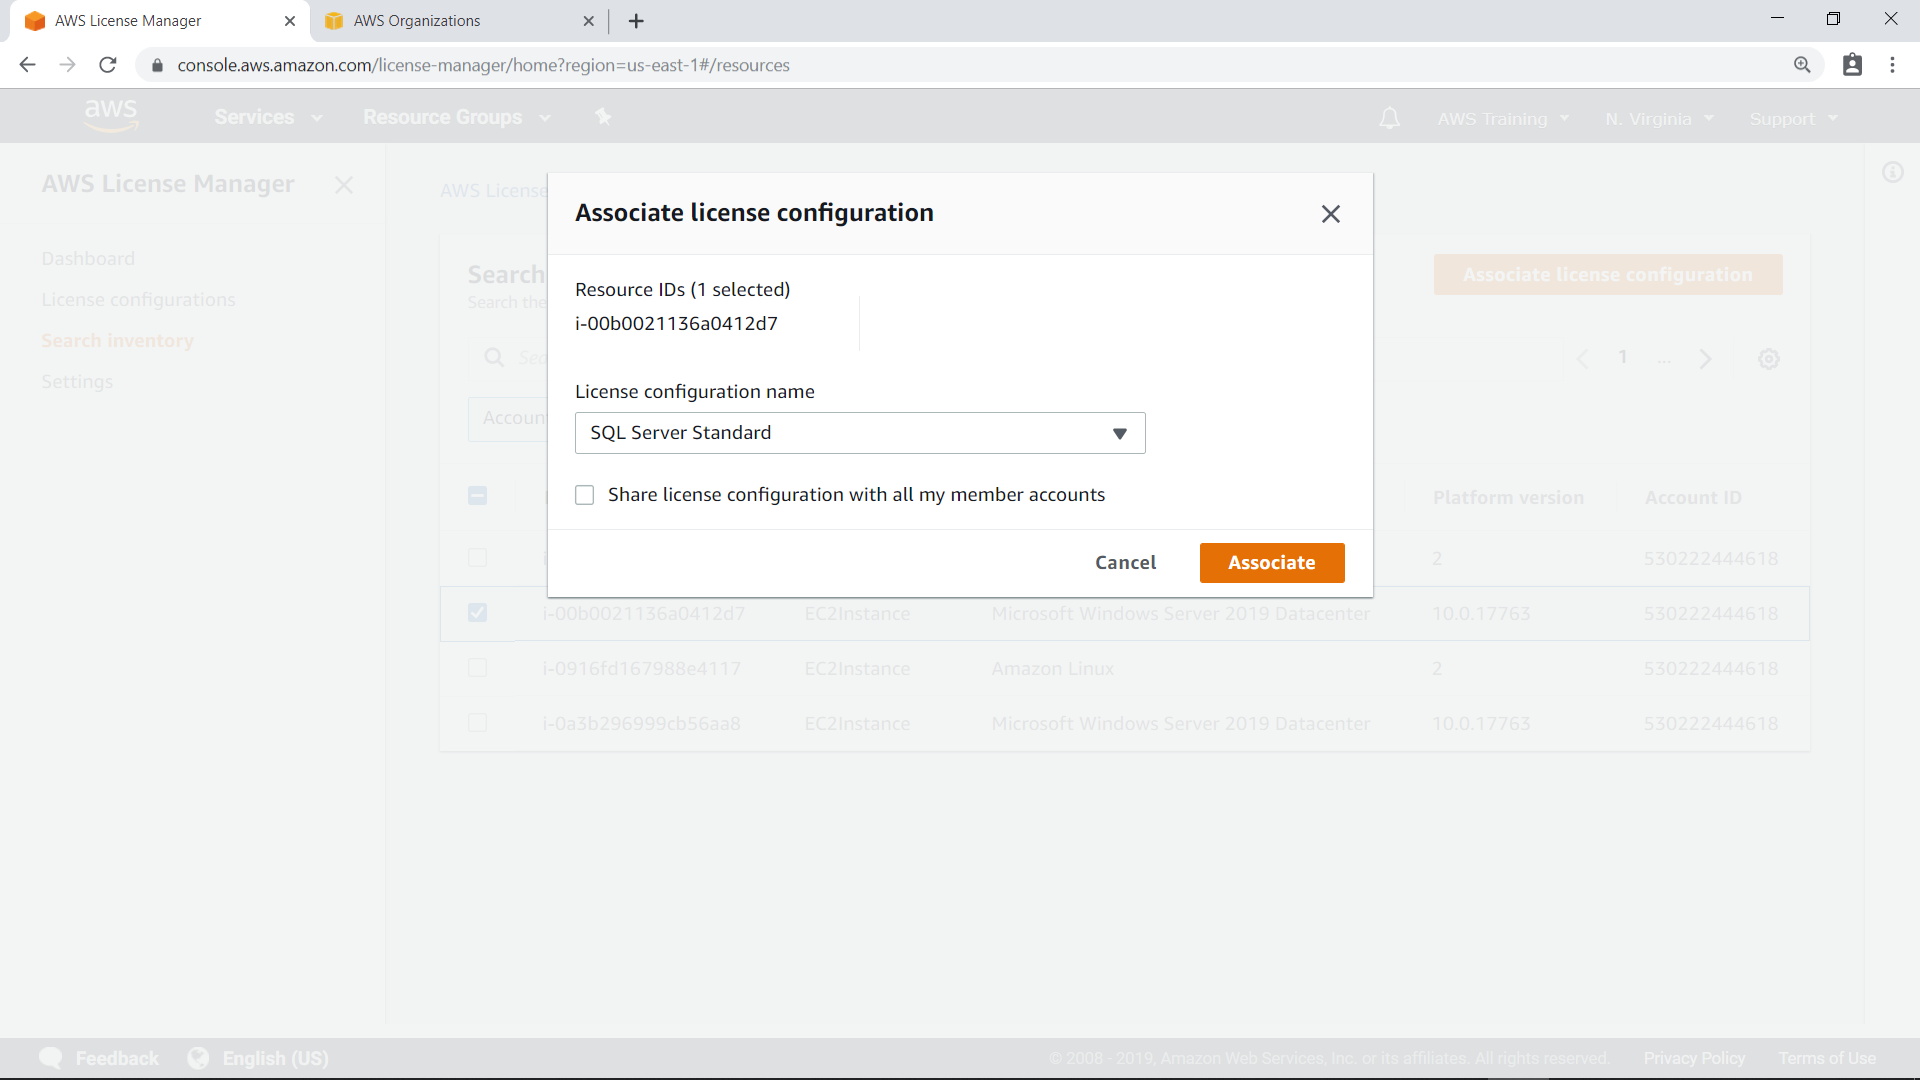 AWS License Manager
AWS Organizations
console.aws.amazon.com/license-manager/home?region=us-east-1#/resources
aws
Services
Resource Groups
AWS Training
N. Virginia
Support
AWS License Manager
Dashboard
License configurations
Search inventory
Settings
AWS License
Search
Search the
Associate license configuration
Sea
1
...
Accoun
Associate license configuration
Resource IDs (1 selected)
i-00b0021136a0412d7
License configuration name
SQL Server Standard
Share license configuration with all my member accounts
Cancel
Associate
Platform version
Account ID
2
530222444618
i-00b0021136a0412d7
EC2Instance
Microsoft Windows Server 2019 Datacenter
10.0.17763
530222444618
i-0916fd167988e4117
EC2Instance
Amazon Linux
2
530222444618
i-0a3b296999cb56aa8
EC2Instance
Microsoft Windows Server 2019 Datacenter
10.0.17763
530222444618
Feedback
English (US)
© 2008 - 2019, Amazon Web Services, Inc. or its affiliates. All rights reserved.
Privacy Policy
Terms of Use